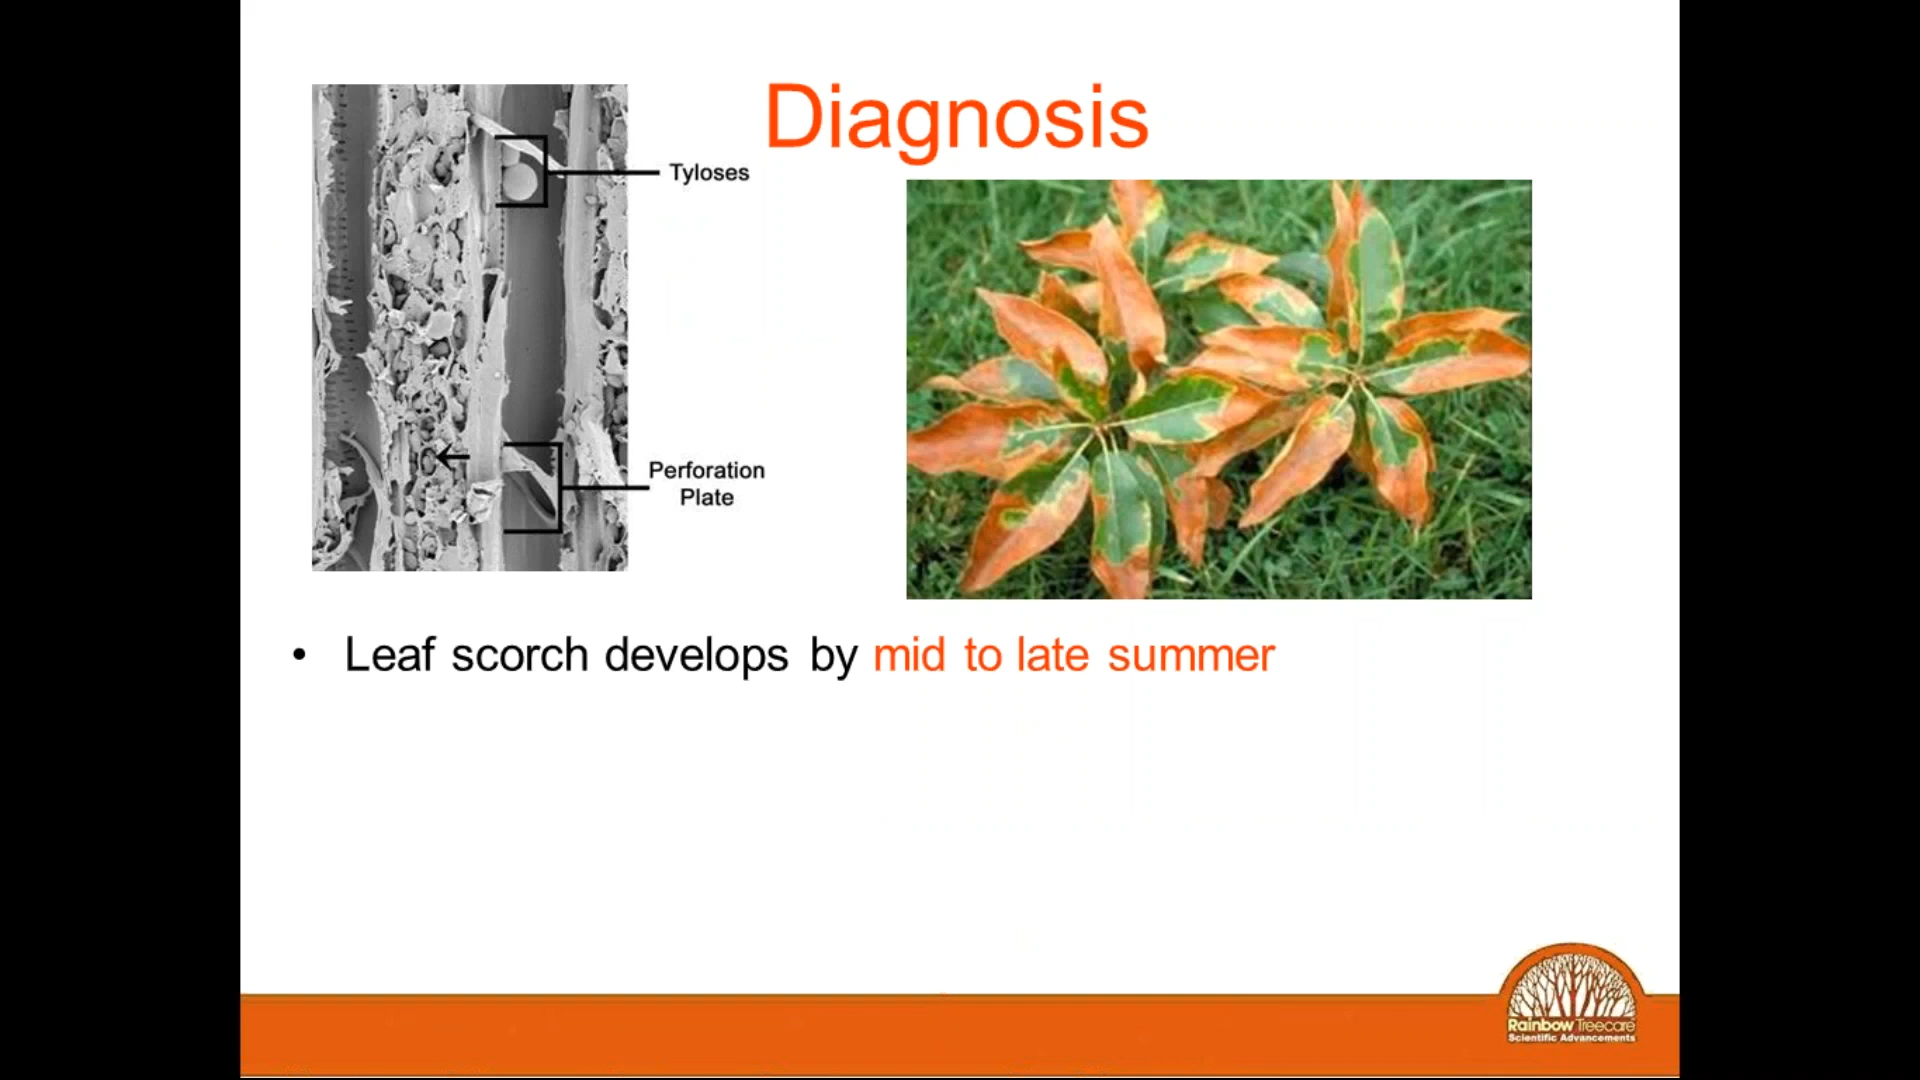 Diagnosis
Tyloses
Perforation
Plate
• Leaf scorch develops by mid to late summer
Rainbow Treecare
Scientific Advancements